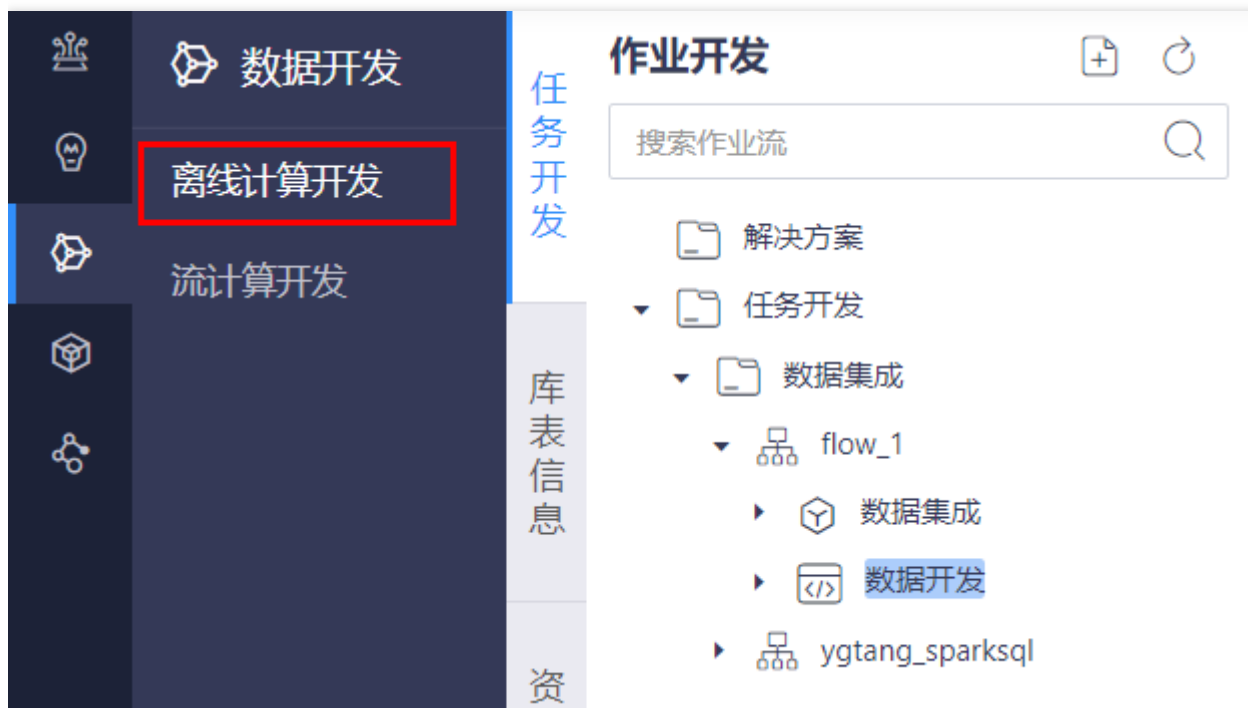 数据开发
离线计算开发
流计算开发
任务开发
库表信息
资
作业开发
搜索作业流
解决方案
任务开发
数据集成
flow_1
数据集成
数据开发
ygtang_sparksql